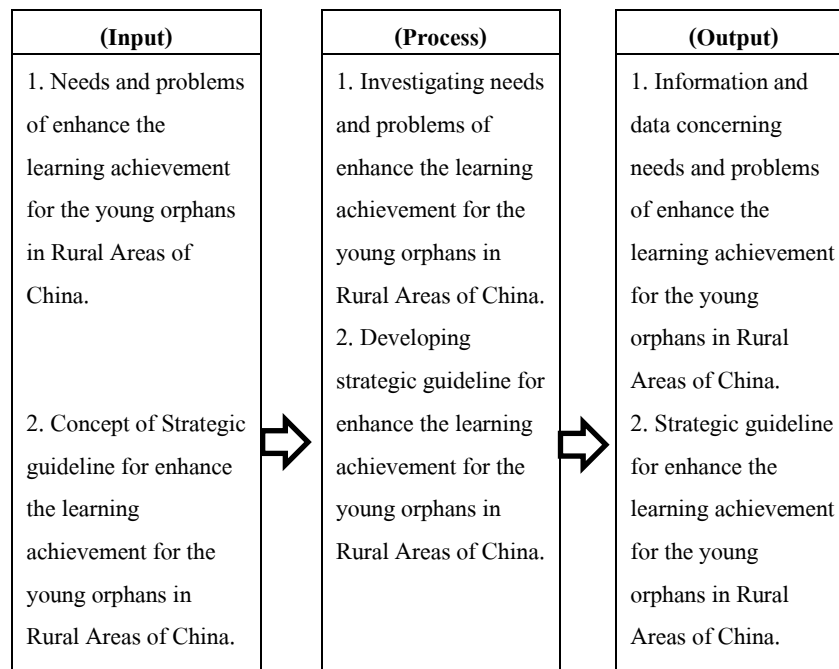 (Input)
1. Needs and problems
of enhance the
learning achievement
for the young orphans
in Rural Areas of
China.
2. Concept of Strategic
guideline for enhance
the learning
achievement for the
young orphans in
Rural Areas of China.
(Process)
1. Investigating needs
and problems of
enhance the learning
achievement for the
young orphans in
Rural Areas of China.
2. Developing
strategic guideline for
enhance the learning
achievement for the
young orphans in
Rural Areas of China.
(Output)
1. Information and
data concerning
needs and problems
of enhance the
learning achievement
for the young
orphans in Rural
Areas of China.
2. Strategic guideline
for enhance the
learning achievement
for the young
orphans in Rural
Areas of China.